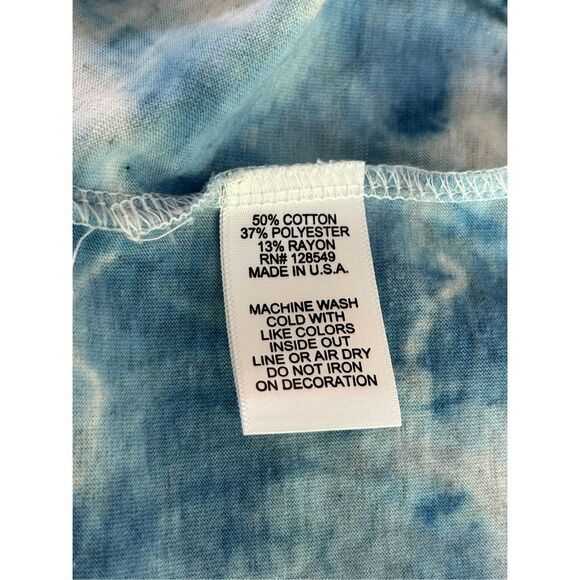 50% COTTON
37% POLYESTER
13% RAYON
RN# 128549
MADE IN U.S.A.
MACHINE WASH
COLD WITH
LIKE COLORS
INSIDE OUT
LINE OR AIR DRY
DO NOT IRON
ON DECORATION